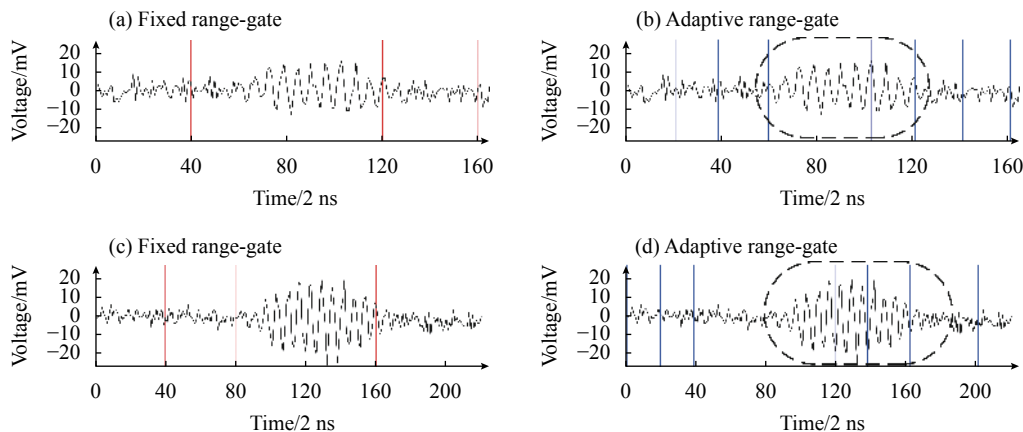 (a) Fixed range-gate
Voltage/mV
20
10
0
−10
−20
0 40 80 120 160
Time/2 ns
(b) Adaptive range-gate
Voltage/mV
20
10
0
−10
−20
0 40 80 120 160
Time/2 ns
(c) Fixed range-gate
Voltage/mV
20
10
0
−10
−20
0 40 80 120 160 200
Time/2 ns
(d) Adaptive range-gate
Voltage/mV
20
10
0
−10
−20
0 40 80 120 160 200
Time/2 ns